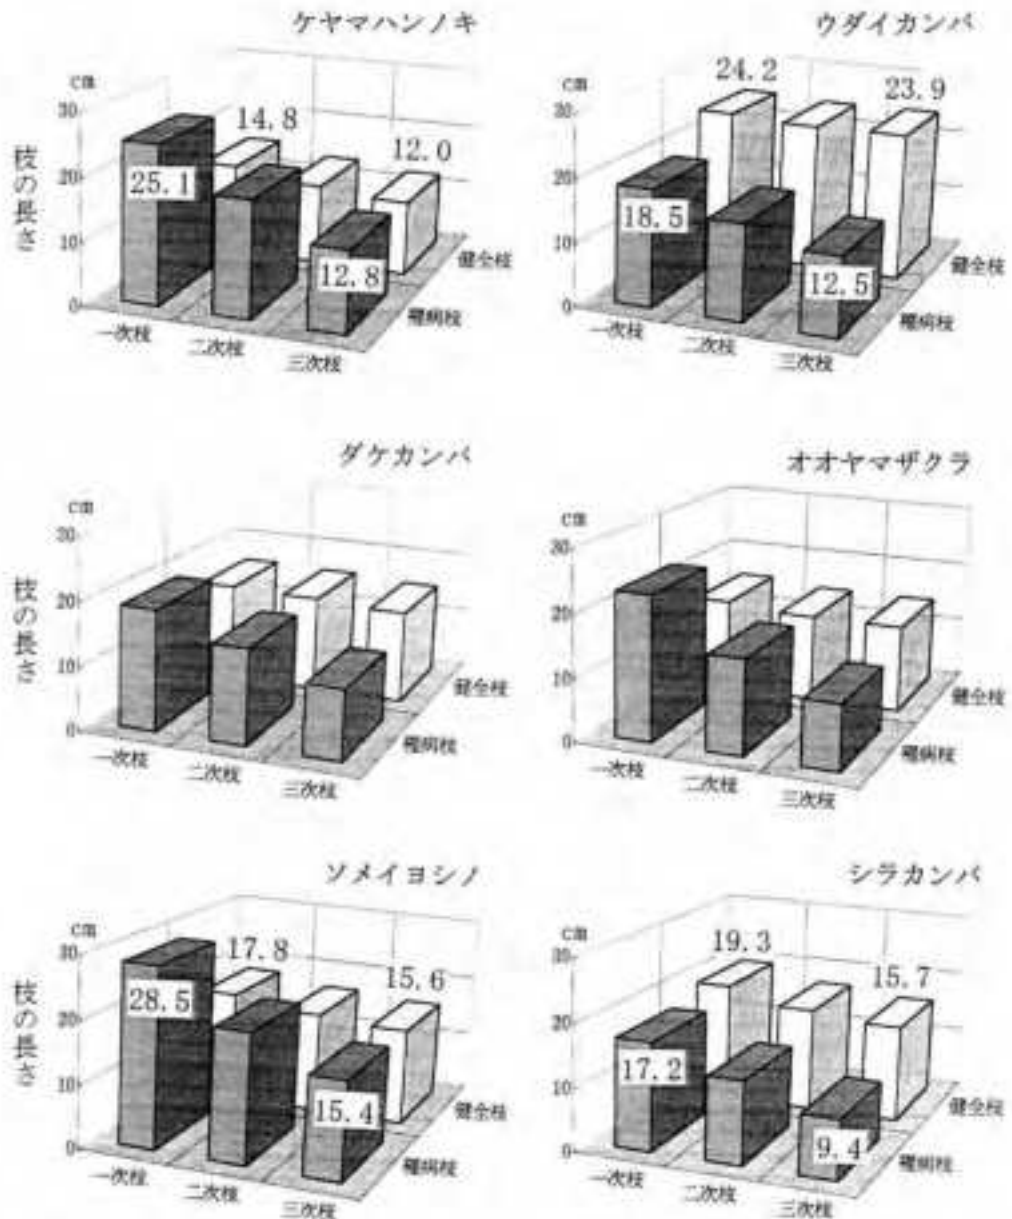 ケヤマハンノキ
cm
30
20
10
0
枝の長さ
14.8
12.0
25.1
12.8
一次枝
二次枝
三次枝
健全枝
罹病枝
ウダイカンバ
cm
30
20
10
0
24.2
23.9
18.5
12.5
一次枝
二次枝
三次枝
健全枝
罹病枝
ダケカンバ
cm
30
20
10
0
枝の長さ
一次枝
二次枝
三次枝
健全枝
罹病枝
オオヤマザクラ
cm
30
20
10
0
一次枝
二次枝
三次枝
健全枝
罹病枝
ソメイヨシノ
cm
30
20
10
0
枝の長さ
17.8
15.6
28.5
15.4
一次枝
二次枝
三次枝
健全枝
罹病枝
シラカンバ
cm
30
20
10
0
19.3
15.7
17.2
9.4
一次枝
二次枝
三次枝
健全枝
罹病枝